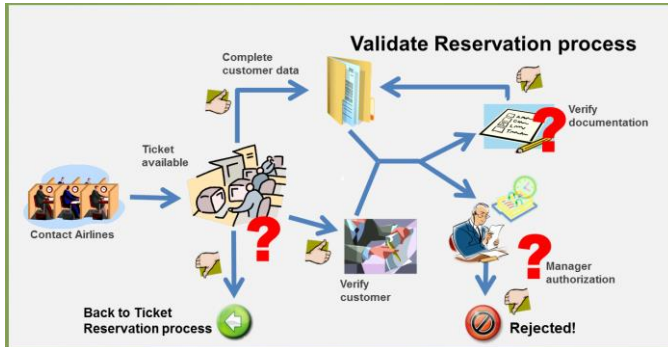 Validate Reservation process
Complete
customer data
Verify
documentation
Ticket
available
Contact Airlines
?
?
?
Verify
customer
Manager
authorization
Back to Ticket
Reservation process
Rejected!